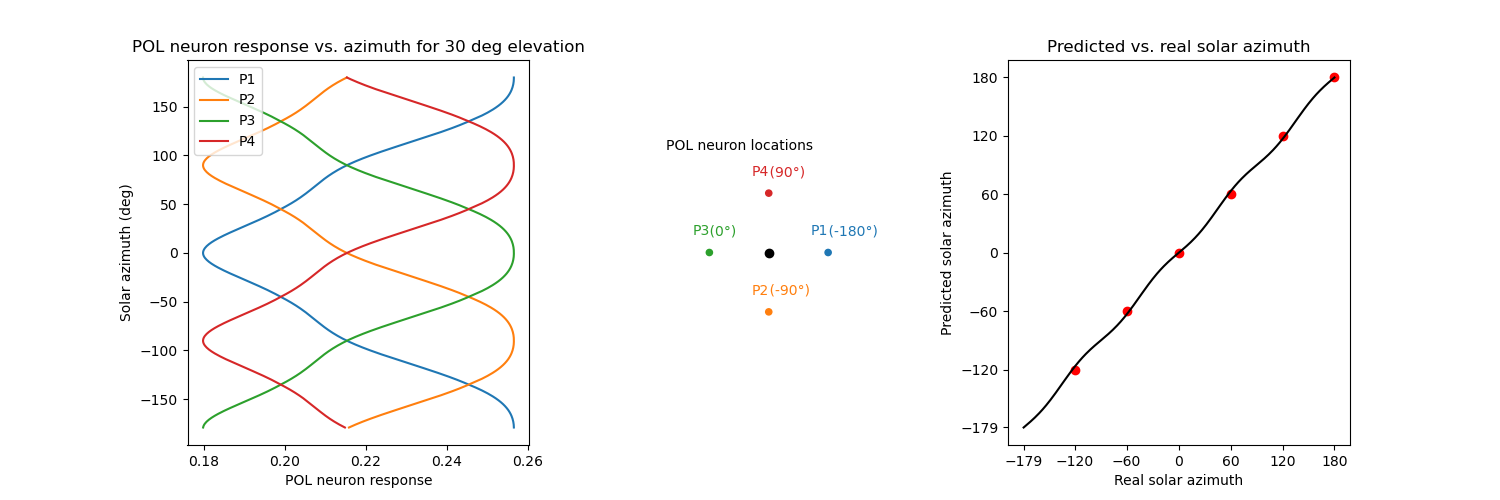 POL neuron response vs. azimuth for 30 deg elevation
P1
P2
P3
P4
150
100
50
0
−50
−100
−150
Solar azimuth (deg)
0.18 0.20 0.22 0.24 0.26
POL neuron response
POL neuron locations
P4(90°)
P3(0°) P1(-180°)
P2(-90°)
Predicted vs. real solar azimuth
180
120
60
0
−60
−120
−179
Predicted solar azimuth
−179 −120 −60 0 60 120 180
Real solar azimuth